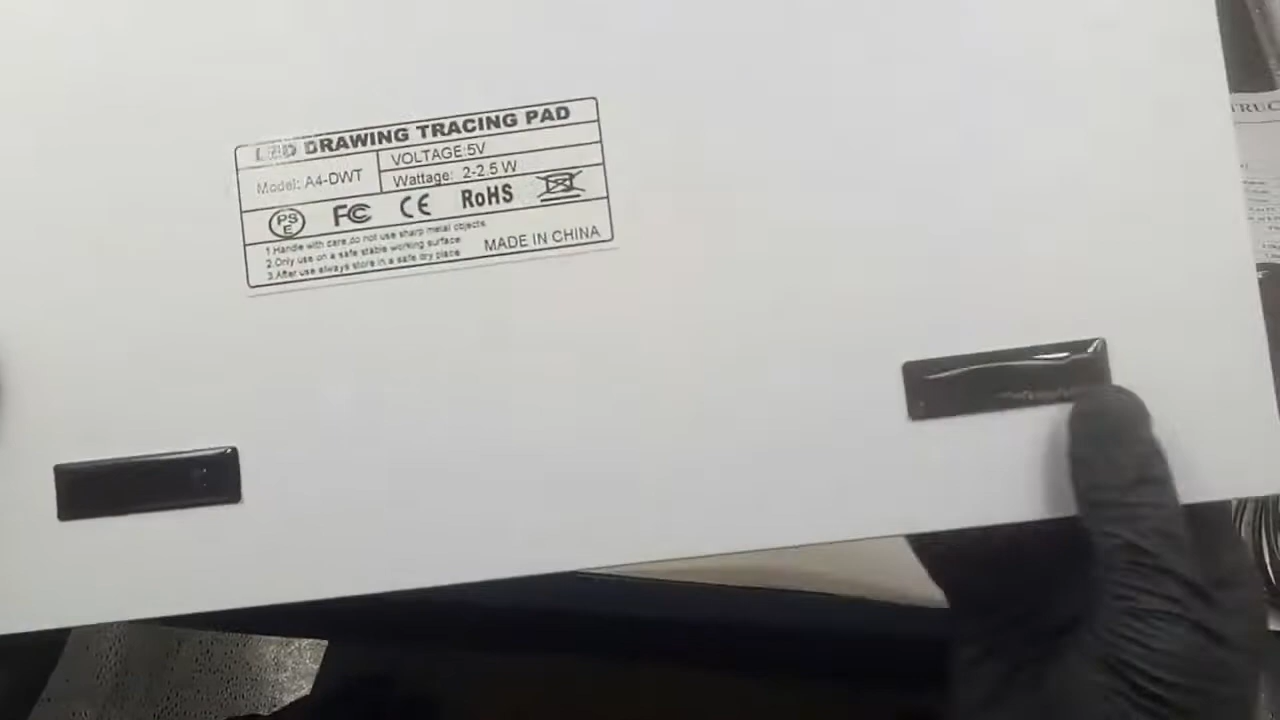 LED DRAWING TRACING PAD
Model: A4-DWT
VOLTAGE:5V
Wattage: 2-2.5 W
PS E FC CE RoHS
1.Handle with care,do not use sharp metal objects.
2.Only use on a safe stable working surface
3.After use always store in a safe dry place
MADE IN CHINA
TRUC